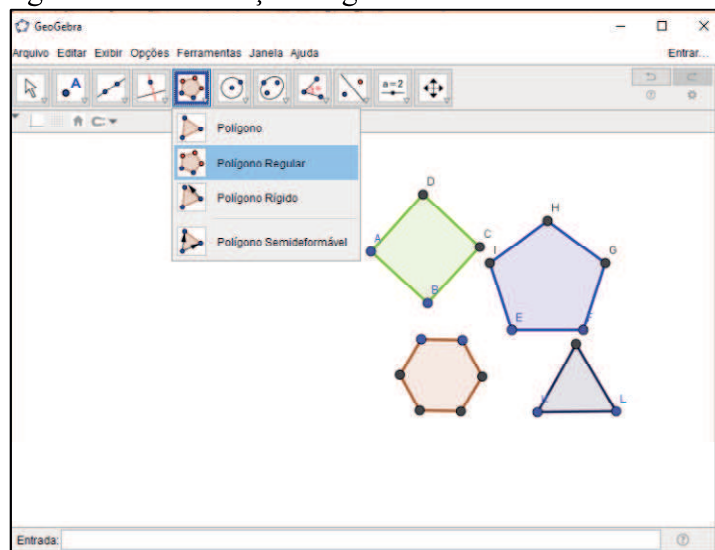 GeoGebra
Arquivo Editar Exibir Opções Ferramentas Janela Ajuda
Entrar...
A
a=2
Polígono
Polígono Regular
Polígono Rígido
Polígono Semideformável
D
A
C
B
H
I
G
E
F
L
Entrada: